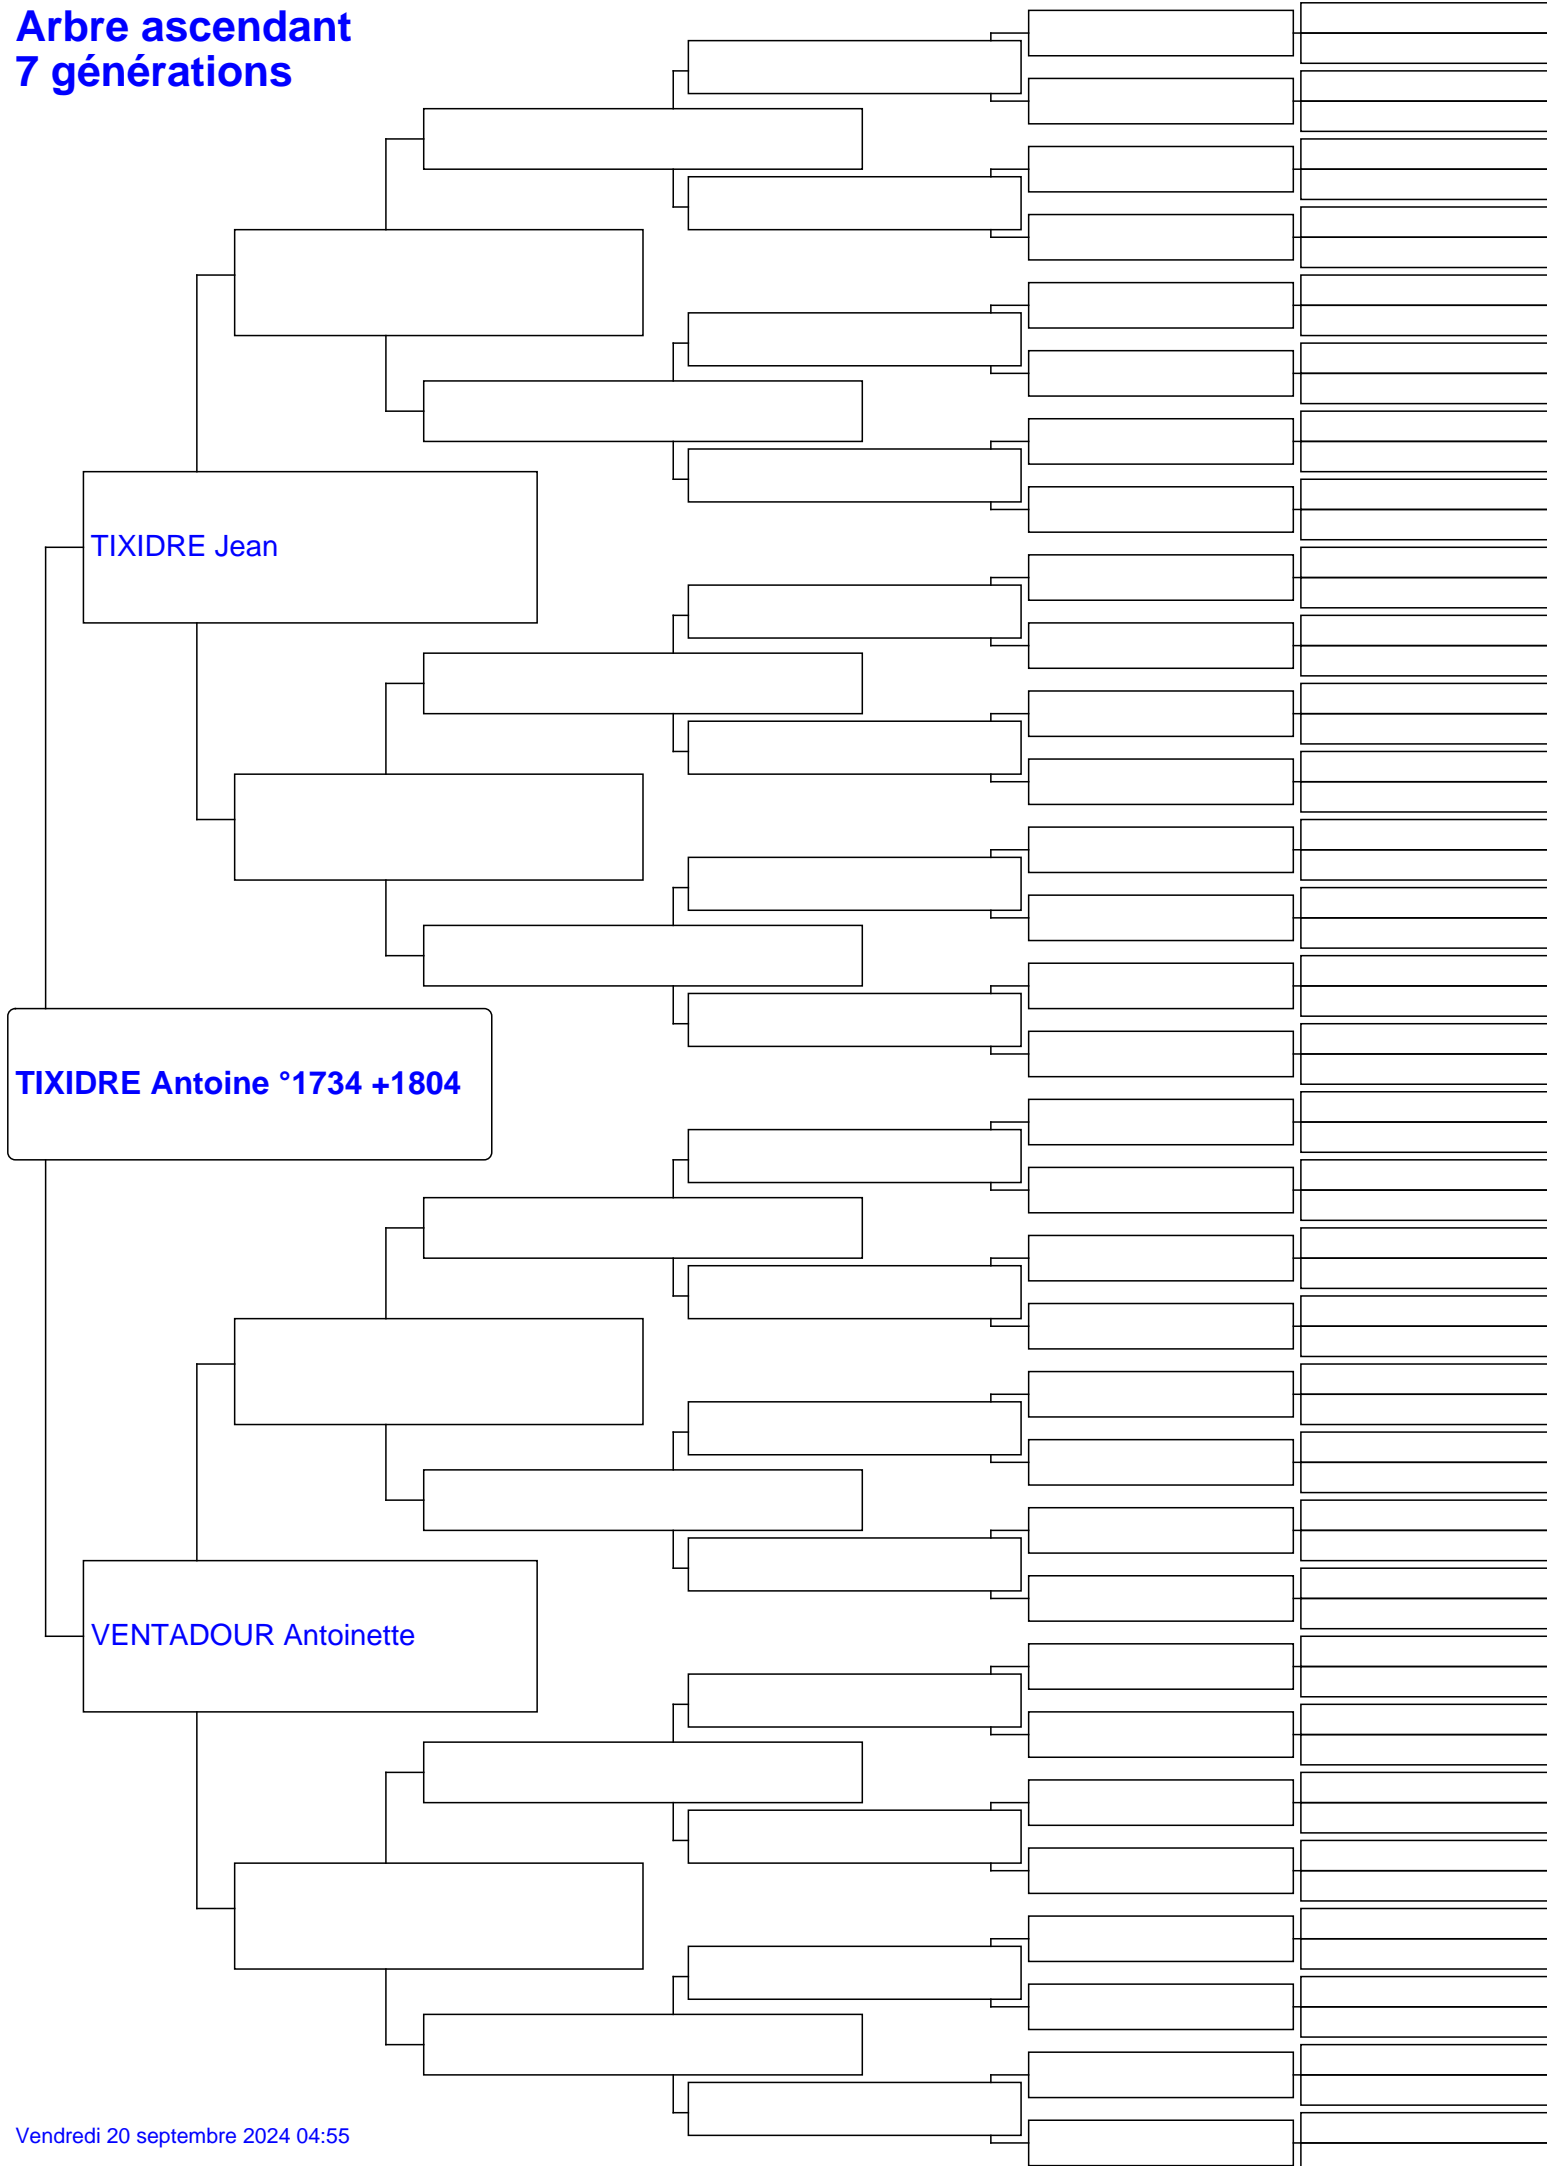 Arbre ascendant
7 générations
TIXIDRE Jean
TIXIDRE Antoine °1734 +1804
VENTADOUR Antoinette
Vendredi 20 septembre 2024 04:55